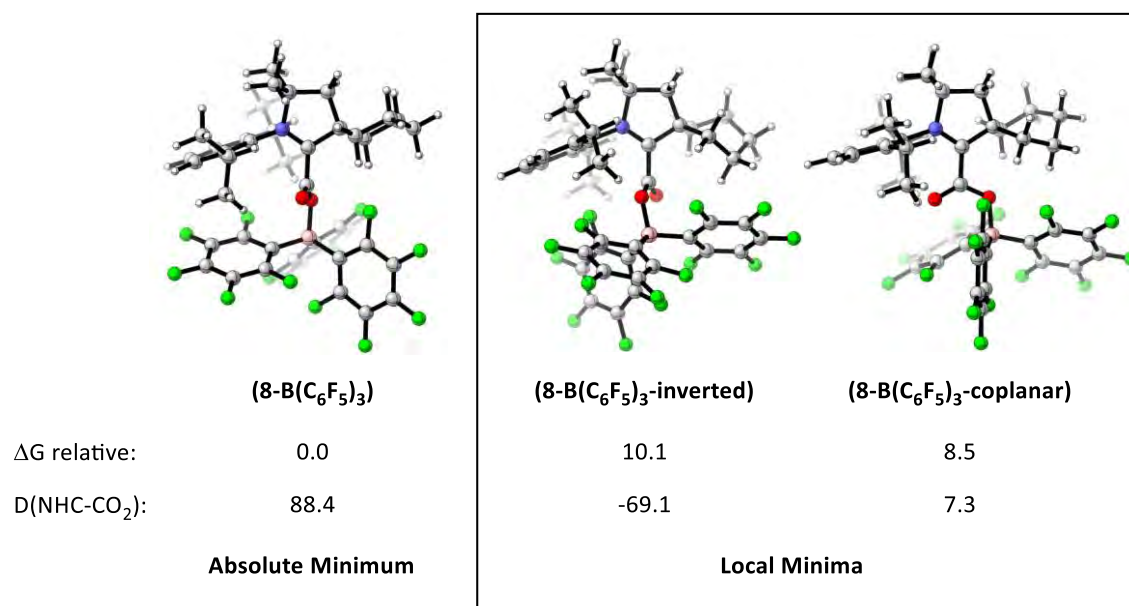 (8-B(C₆F₅)₃) (8-B(C₆F₅)₃-inverted) (8-B(C₆F₅)₃-coplanar)
ΔG relative: 0.0 10.1 8.5
D(NHC-CO₂): 88.4 -69.1 7.3
Absolute Minimum Local Minima